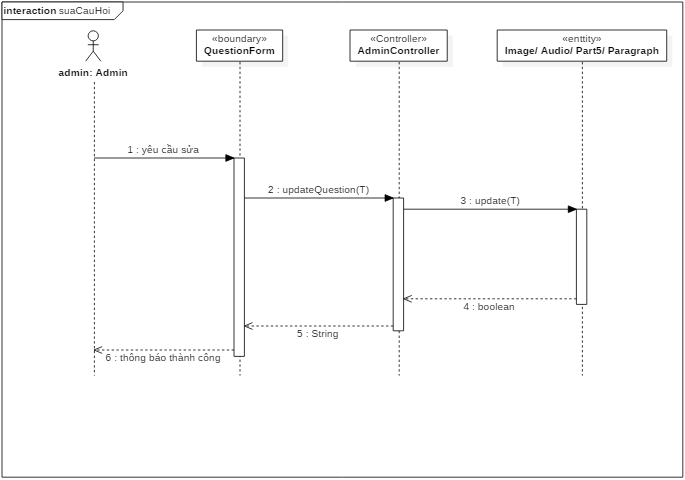 interaction suaCauHoi
admin: Admin
«boundary»
QuestionForm
«Controller»
AdminController
«enttity»
Image/ Audio/ Part5/ Paragraph
1 : yêu cầu sửa
2 : updateQuestion(T)
3 : update(T)
4 : boolean
5 : String
6 : thông báo thành công